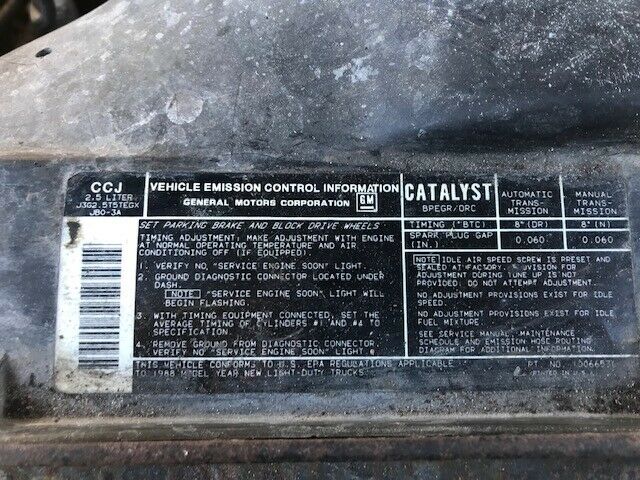 CCJ
2.5 LITER
J3G2.5T5TEGX
JB0-3A
VEHICLE EMISSION CONTROL INFORMATION
GENERAL MOTORS CORPORATION
GM
CATALYST
BPEGR/ORC
AUTOMATIC TRANS-MISSION
MANUAL TRANS-MISSION
TIMING (°BTC) 8° (DR) 8° (N)
SPARK PLUG GAP (IN.) 0.060 0.060
SET PARKING BRAKE AND BLOCK DRIVE WHEELS
TIMING ADJUSTMENT. MAKE ADJUSTMENT WITH ENGINE
AT NORMAL OPERATING TEMPERATURE AND AIR
CONDITIONING OFF (IF EQUIPPED).
1. VERIFY NO, "SERVICE ENGINE SOON" LIGHT.
2. GROUND DIAGNOSTIC CONNECTOR LOCATED UNDER
DASH.
NOTE "SERVICE ENGINE SOON" LIGHT WILL
BEGIN FLASHING.
3. WITH TIMING EQUIPMENT CONNECTED, SET THE
AVERAGE TIMING OF CYLINDERS #1 AND #4 TO
SPECIFICATION.
4. REMOVE GROUND FROM DIAGNOSTIC CONNECTOR.
VERIFY NO "SERVICE ENGINE SOON" LIGHT.
NOTE IDLE AIR SPEED SCREW IS PRESET AND
SEALED AT FACTORY. PROVISION FOR
ADJUSTMENT DURING TUNE UP IS NOT
PROVIDED. DO NOT ATTEMPT ADJUSTMENT.
NO ADJUSTMENT PROVISIONS EXIST FOR IDLE
SPEED.
NO ADJUSTMENT PROVISIONS EXIST FOR IDLE
FUEL MIXTURE.
SEE SERVICE MANUAL, MAINTENANCE
SCHEDULE AND EMISSION HOSE ROUTING
DIAGRAM FOR ADDITIONAL INFORMATION.
THIS VEHICLE CONFORMS TO U.S. EPA REGULATIONS APPLICABLE
TO 1988 MODEL YEAR NEW LIGHT-DUTY TRUCKS.
PT. NO.
PRINTED IN U.S.A.